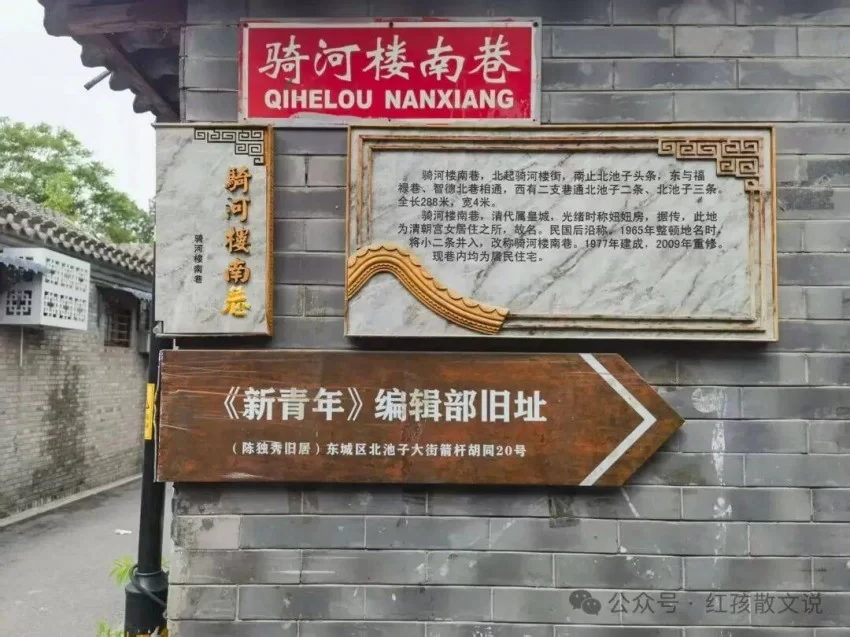 骑河楼南巷
QIHELOU NANXIANG
骑河楼南巷
骑河楼南巷
骑河楼南巷，北起骑河楼街，南止北池子头条，东与福
禄巷、智德北巷相通，西有二支巷通北池子二条、北池子三条。
全长288米，宽4米。
骑河楼南巷，清代属皇城，光绪时称妞妞房，据传，此地
为清朝宫女居住之所，故名。民国后沿称。1965年整顿地名时，
将小二条并入，改称骑河楼南巷。1977年建成，2009年重修。
现巷内均为居民住宅。
《新青年》编辑部旧址
（陈独秀旧居）东城区北池子大街箭杆胡同20号
公众号·红孩散文说